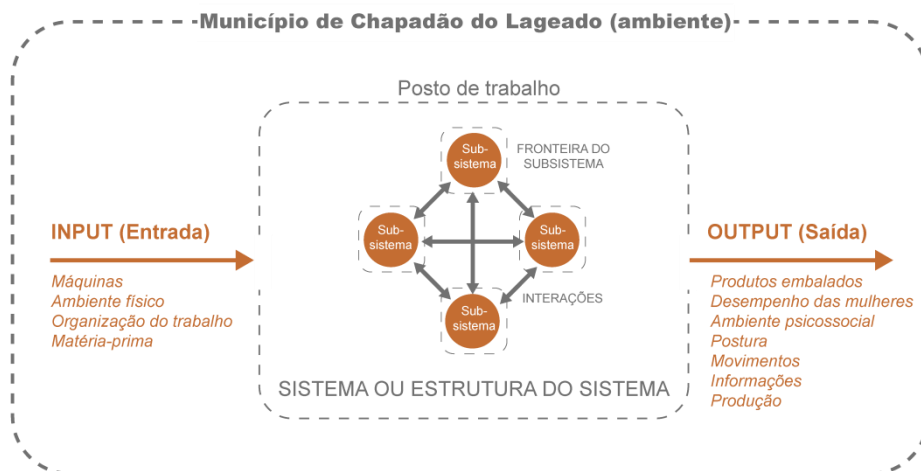 Município de Chapadão do Lageado (ambiente)
Posto de trabalho
Sub-
sistema
FRONTEIRA DO
SUBSISTEMA
INPUT (Entrada)
Máquinas
Ambiente físico
Organização do trabalho
Matéria-prima
Sub-
sistema
Sub-
sistema
INTERAÇÕES
Sub-
sistema
SISTEMA OU ESTRUTURA DO SISTEMA
OUTPUT (Saída)
Produtos embalados
Desempenho das mulheres
Ambiente psicossocial
Postura
Movimentos
Informações
Produção